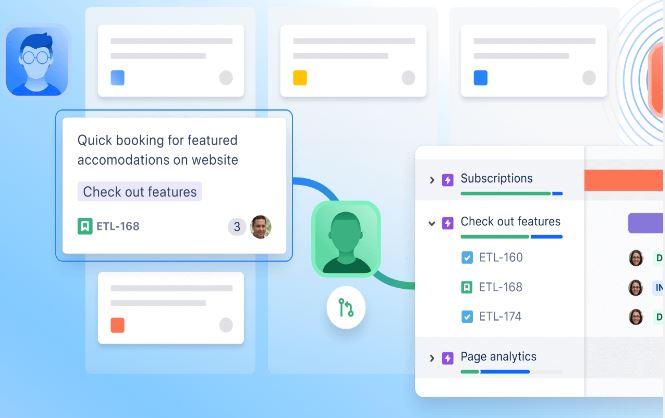 Quick booking for featured
accomodations on website
Check out features
ETL-168
3
Subscriptions
Check out features
ETL-160
D
ETL-168
IN
ETL-174
D
Page analytics